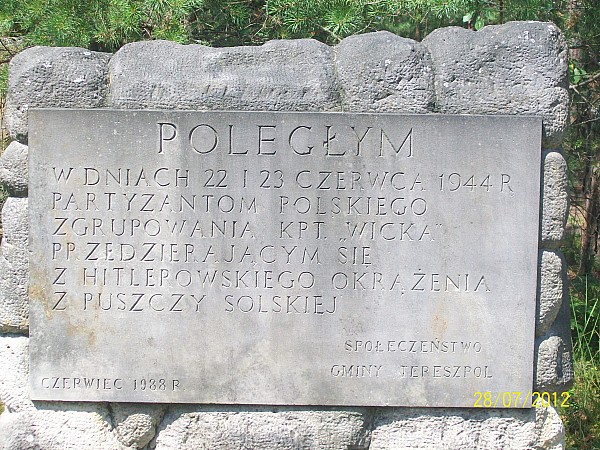 POLEGŁYM
W DNIACH 22 I 23 CZERWCA 1944 R
PARTYZANTOM POLSKIEGO
ZGRUPOWANIA KPT. „WICKA”
PRZEDZIERAJĄCYM SIĘ
Z HITLEROWSKIEGO OKRĄŻENIA
Z PUSZCZY SOLSKIEJ
SPOŁECZEŃSTWO
GMINY TERESZPOL
CZERWIEC 1988 R
28/07/2012